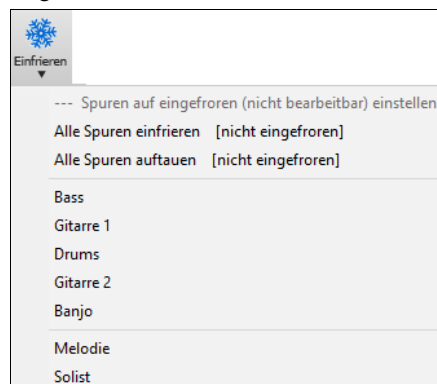 Einfrieren
--- Spuren auf eingefroren (nicht bearbeitbar) einstellen
Alle Spuren einfrieren [nicht eingefroren]
Alle Spuren auftauen [nicht eingefroren]
Bass
Gitarre 1
Drums
Gitarre 2
Banjo
Melodie
Solist